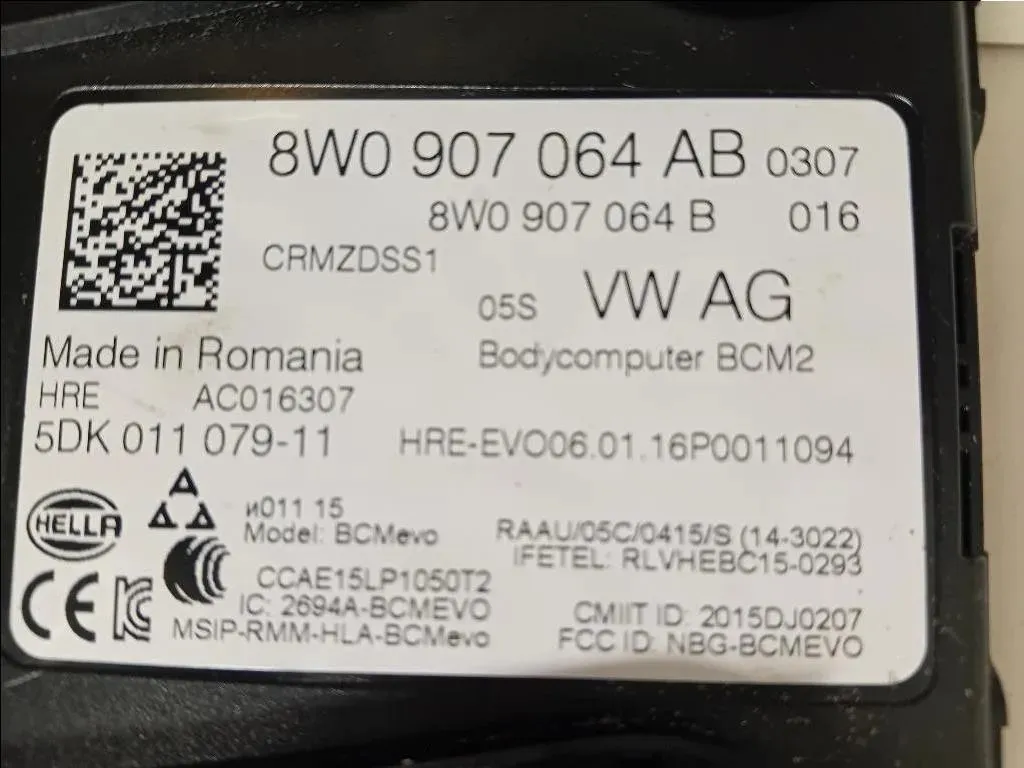 8W0 907 064 AB 0307
8W0 907 064 B 016
CRMZDSS1
05S VW AG
Made in Romania Bodycomputer BCM2
HRE AC016307
5DK 011 079-11 HRE-EVO06.01.16P0011094
HELLA
и011 15
Model: BCMevo RAAU/05C/0415/S (14-3022)
IFETEL: RLVHEBC15-0293
CCAE15LP1050T2
IC: 2694A-BCMEVO CMIIT ID: 2015DJ0207
MSIP-RMM-HLA-BCMevo FCC ID: NBG-BCMEVO
CE